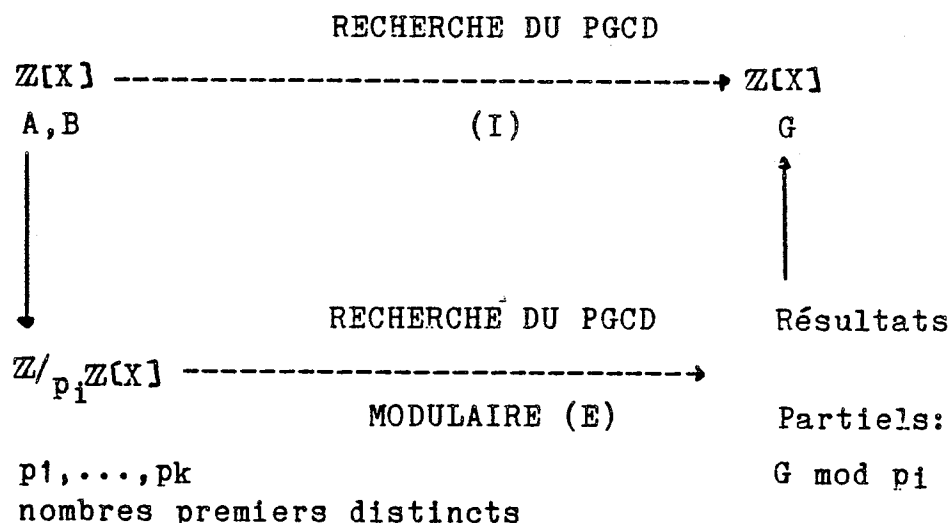 RECHERCHE DU PGCD
ℤ[X] ℤ[X]
A,B (I) G
RECHERCHE DU PGCD Résultats
ℤ/piℤ[X]
MODULAIRE (E) Partiels:
p1,...,pk G mod pi
nombres premiers distincts